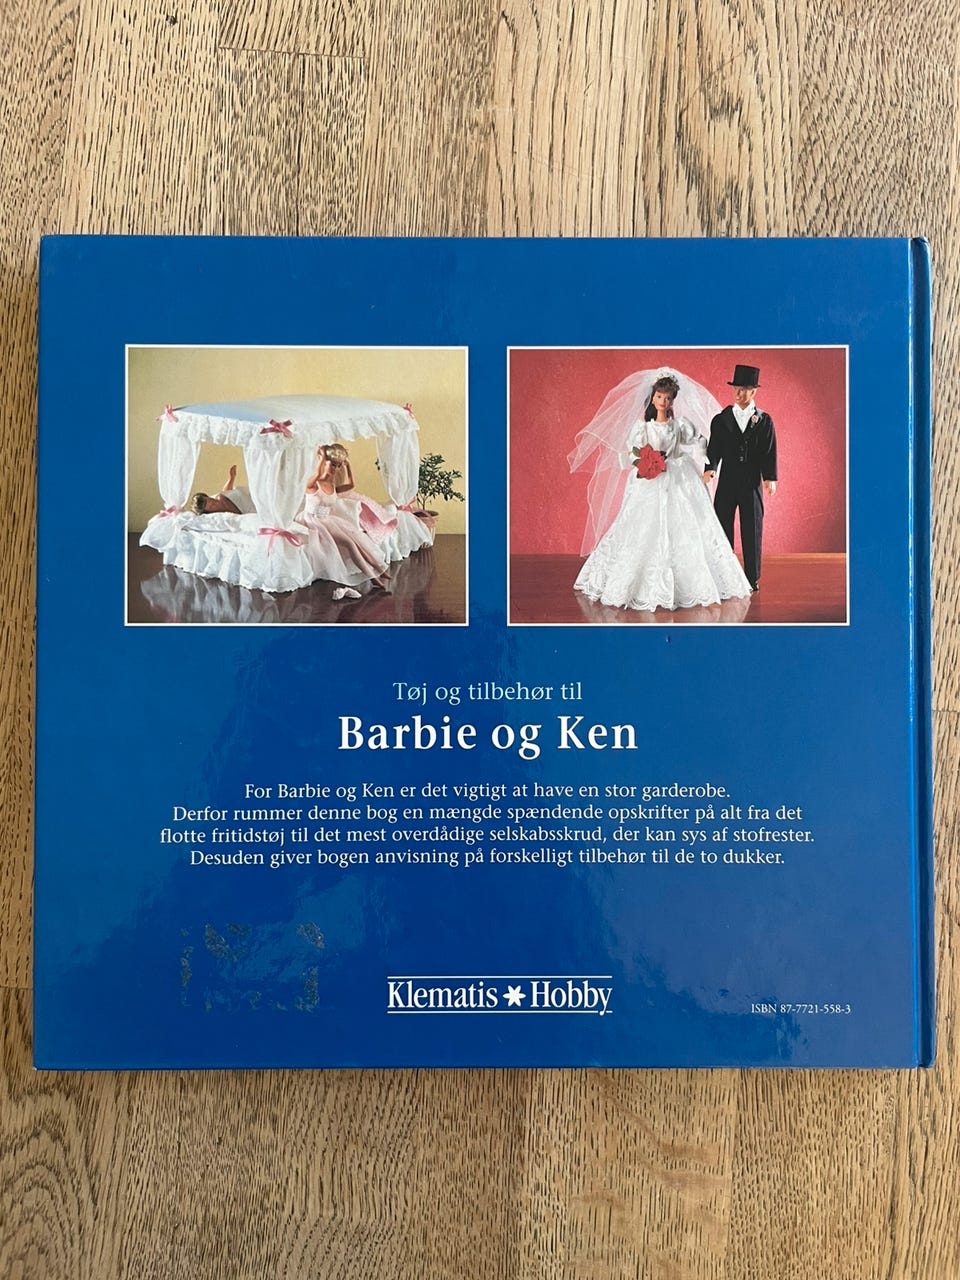 Tøj og tilbehør til
Barbie og Ken
For Barbie og Ken er det vigtigt at have en stor garderobe.
Derfor rummer denne bog en mængde spændende opskrifter på alt fra det
flotte fritidstøj til det mest overdådige selskabsskrud, der kan sys af stofrester.
Desuden giver bogen anvisning på forskelligt tilbehør til de to dukker.
Klematis * Hobby
ISBN 87-7721-558-3